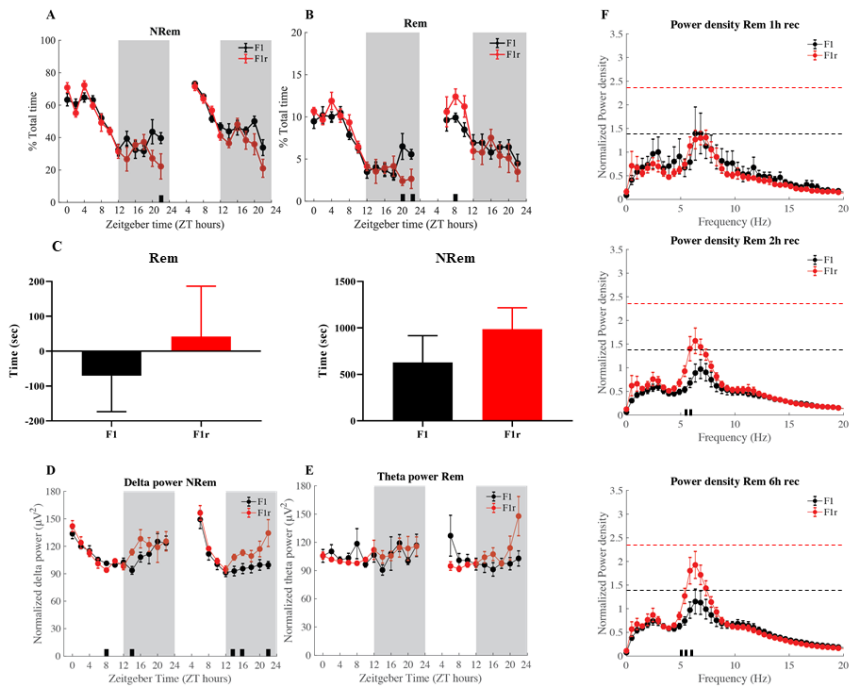 A
NRem
F1
F1r
% Total time
100
80
60
40
20
0
0 4 8 12 16 20 24
6 8 12 16 20 24
Zeitgeber time (ZT hours)
B
Rem
F1
F1r
% Total time
20
15
10
5
0
0 4 8 12 16 20 24
6 8 12 16 20 24
Zeitgeber time (ZT hours)
C
Rem
Time (sec)
200
100
0
-100
-200
F1
F1r
NRem
Time (sec)
1500
1000
500
0
F1
F1r
D
Delta power NRem
F1
F1r
Normalized delta power (μV²)
180
160
140
120
100
80
60
0
0 4 8 12 16 20 24
8 12 16 20 24
Zeitgeber Time (ZT hours)
E
Theta power Rem
F1
F1r
Normalized theta power (μV²)
180
160
140
120
100
80
60
0
0 4 8 12 16 20 24
8 12 16 20 24
Zeitgeber Time (ZT hours)
F
Power density Rem 1h rec
F1
F1r
Normalized Power density
3.5
3
2.5
2
1.5
1
0.5
0
0 5 10 15 20
Frequency (Hz)
Power density Rem 2h rec
F1
F1r
Normalized Power density
3.5
3
2.5
2
1.5
1
0.5
0
0 5 10 15 20
Frequency (Hz)
Power density Rem 6h rec
F1
F1r
Normalized Power density
3.5
3
2.5
2
1.5
1
0.5
0
0 5 10 15 20
Frequency (Hz)